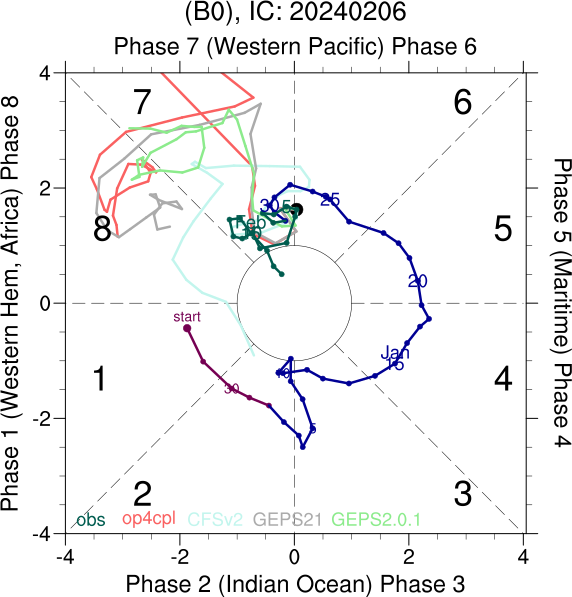 (B0), IC: 20240206
Phase 7 (Western Pacific) Phase 6
4
7
6
Phase 1 (Western Hem, Africa) Phase 8
Phase 5 (Maritime) Phase 4
2
30
5
25
8
Feb
5
20
0
start
Jan
15
1
30
10
4
-2
5
2
3
obs
op4cpl
CFSv2
GEPS21
GEPS2.0.1
-4
-4 -2 0 2 4
Phase 2 (Indian Ocean) Phase 3